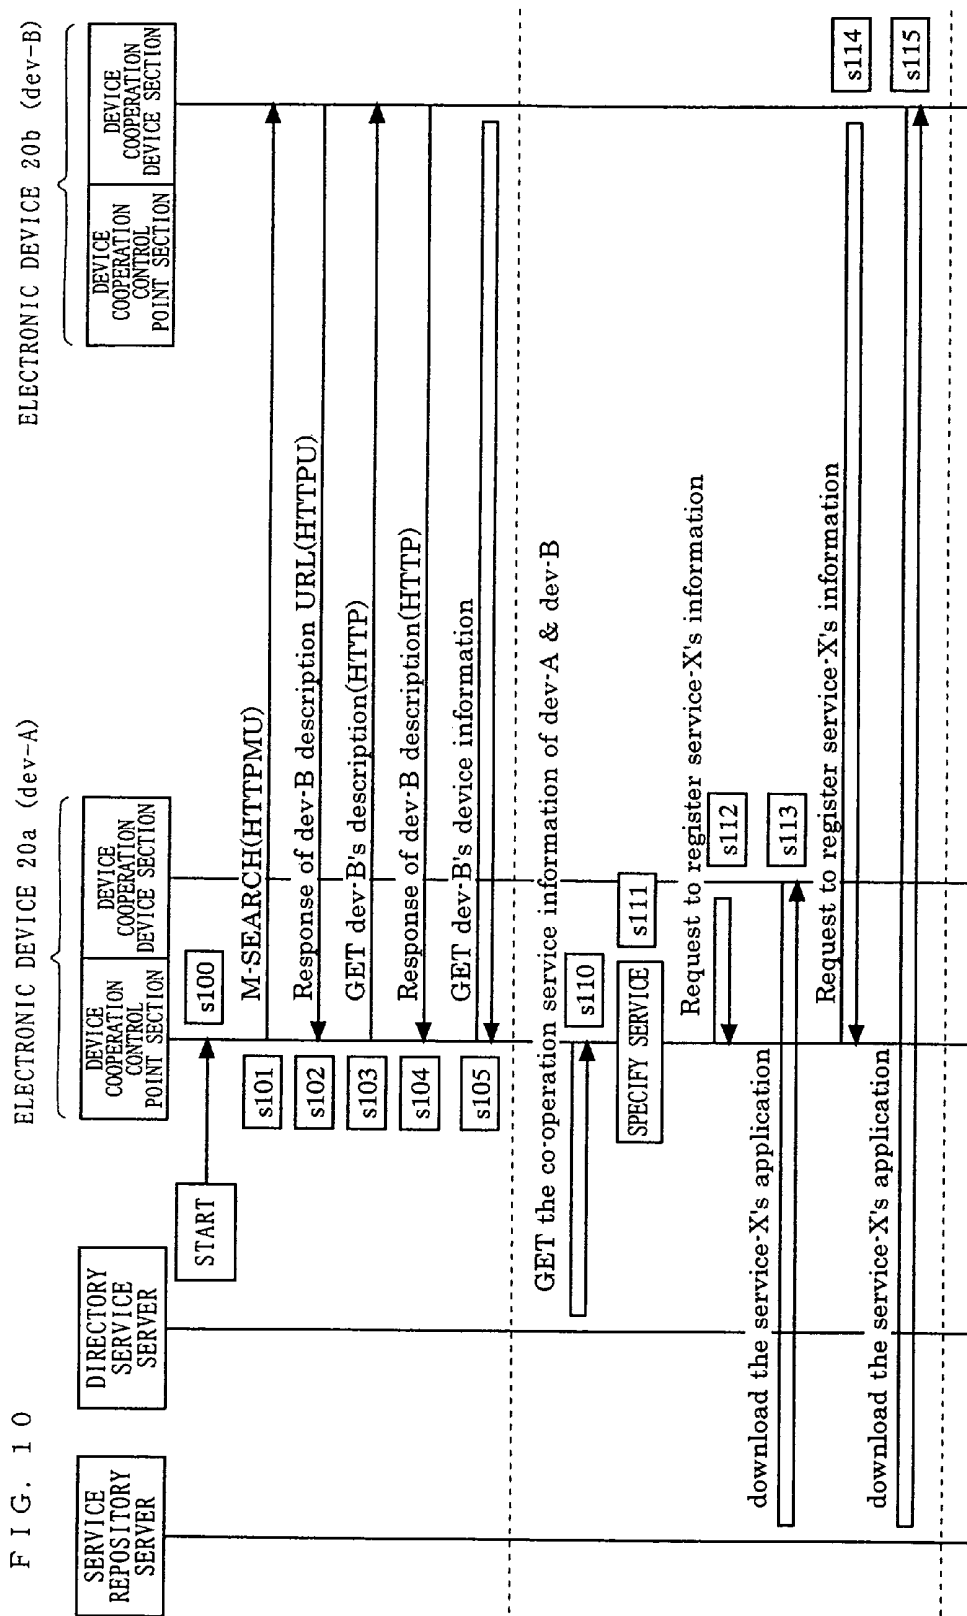 FIG. 10
ELECTRONIC DEVICE 20a (dev-A)
ELECTRONIC DEVICE 20b (dev-B)
SERVICE
REPOSITORY
SERVER
DIRECTORY
SERVICE
SERVER
DEVICE
COOPERATION
CONTROL
POINT SECTION
DEVICE
COOPERATION
DEVICE SECTION
DEVICE
COOPERATION
CONTROL
POINT SECTION
DEVICE
COOPERATION
DEVICE SECTION
START
s100
s101
M-SEARCH(HTTPMU)
s102
Response of dev-B description URL(HTTPU)
s103
GET dev-B's description(HTTP)
s104
Response of dev-B description(HTTP)
s105
GET dev-B's device information
GET the co-operation service information of dev-A & dev-B
s110
SPECIFY SERVICE
s111
Request to register service-X's information
s112
download the service-X's application
s113
Request to register service-X's information
s114
download the service-X's application
s115